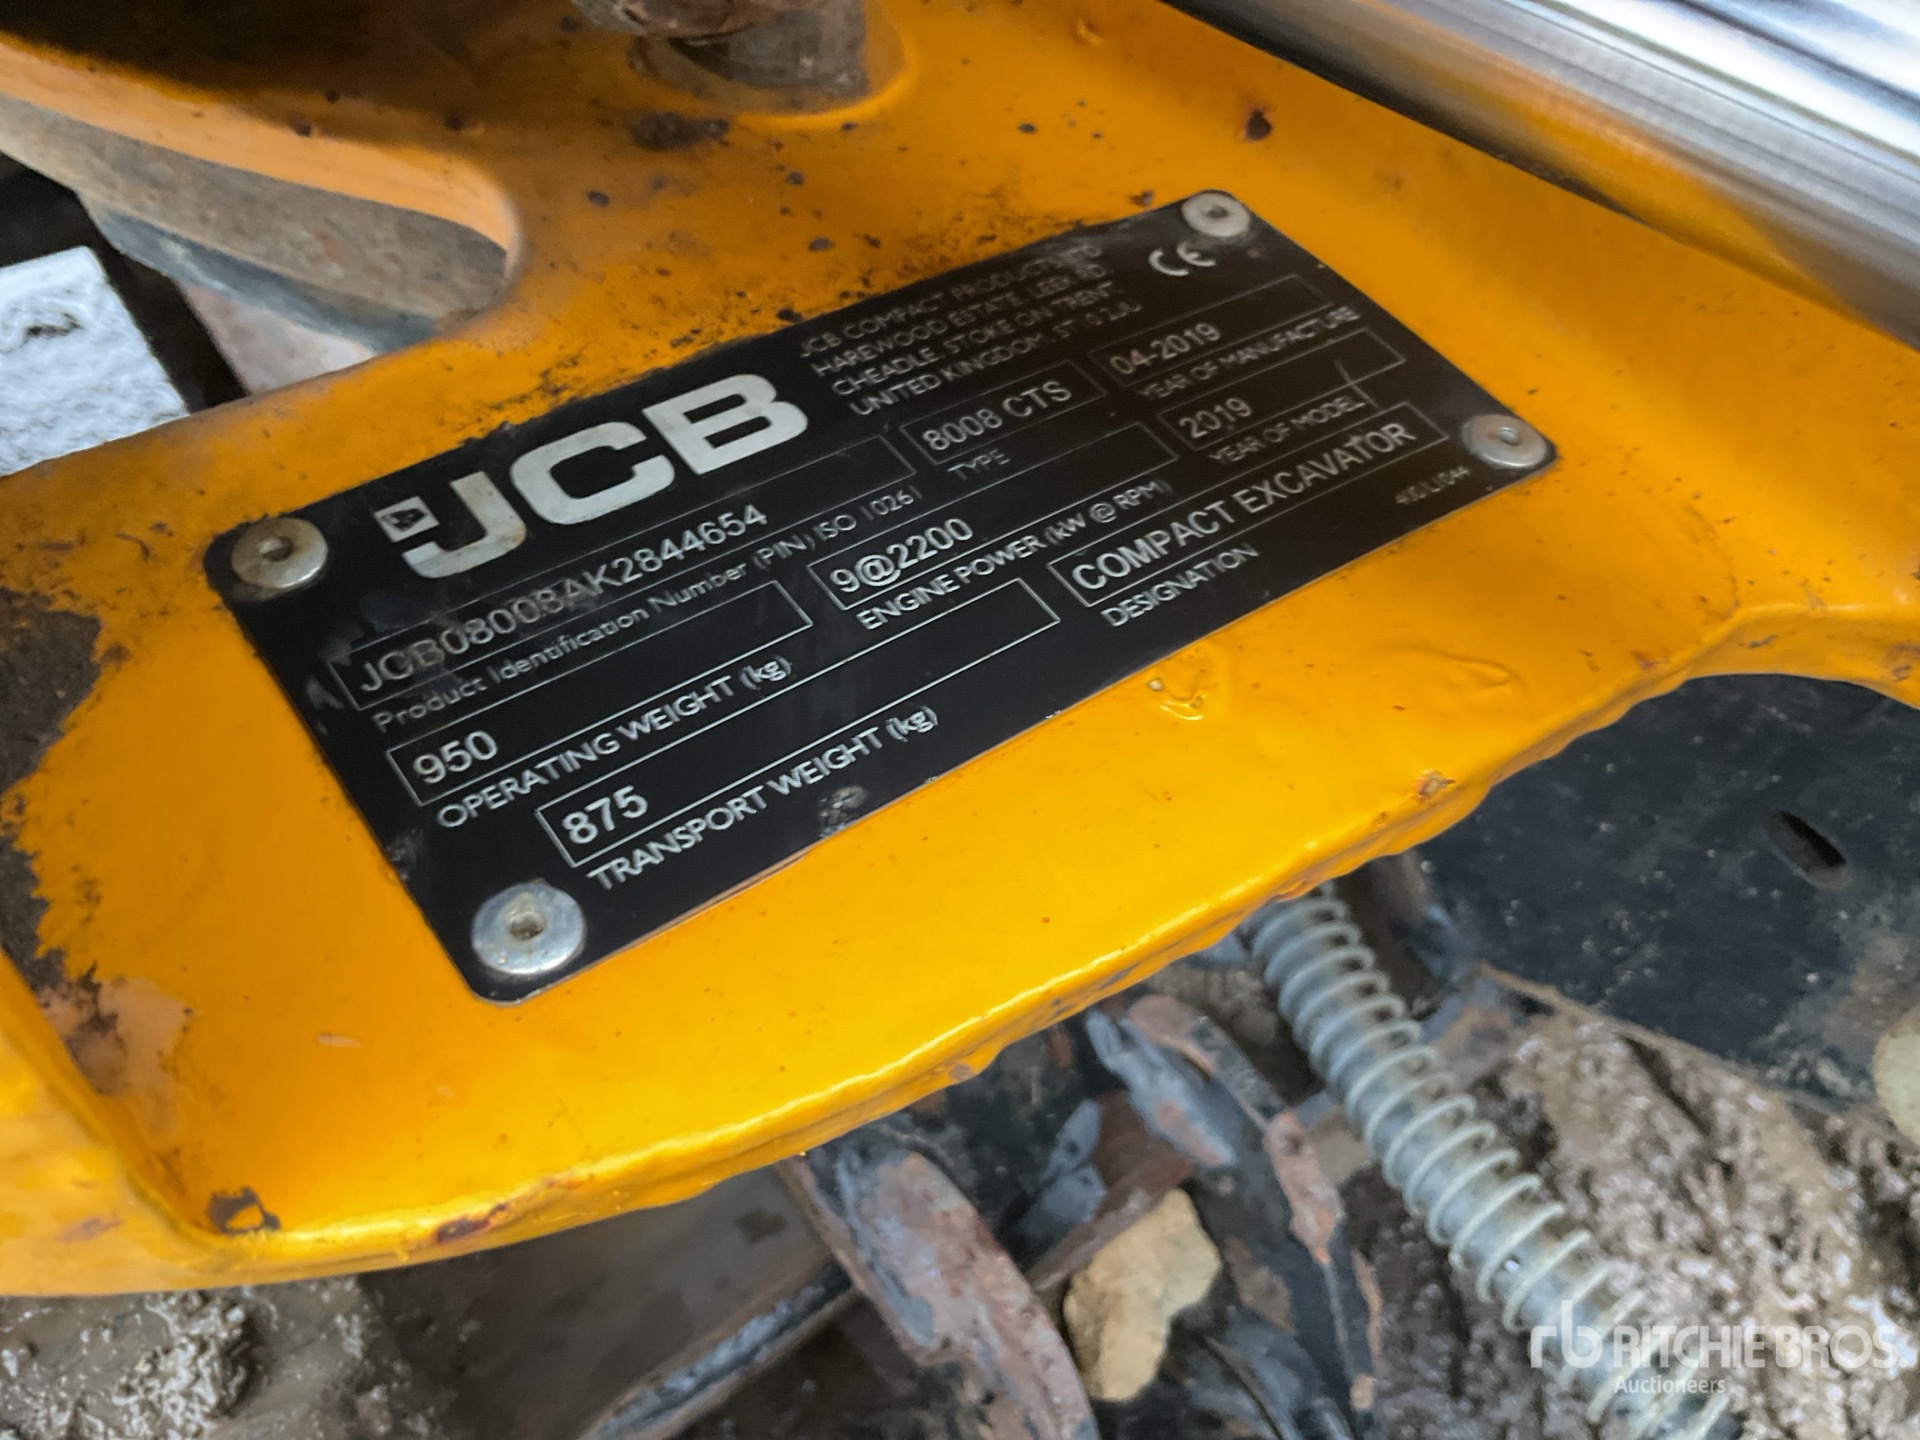 JCB
JCB COMPACT PRODUCTS LTD
HAREWOOD ESTATE, LEEK RD.
CHEADLE, STOKE ON TRENT
UNITED KINGDOM, ST10 2JU
CE
JCB08008AK2844654
Product Identification Number (PIN) ISO 10261
8008 CTS
TYPE
04-2019
YEAR OF MANUFACTURE
950
OPERATING WEIGHT (kg)
9@2200
ENGINE POWER (kW @ RPM)
2019
YEAR OF MODEL
875
TRANSPORT WEIGHT (kg)
COMPACT EXCAVATOR
DESIGNATION
rb RITCHIE BROS.
Auctioneers